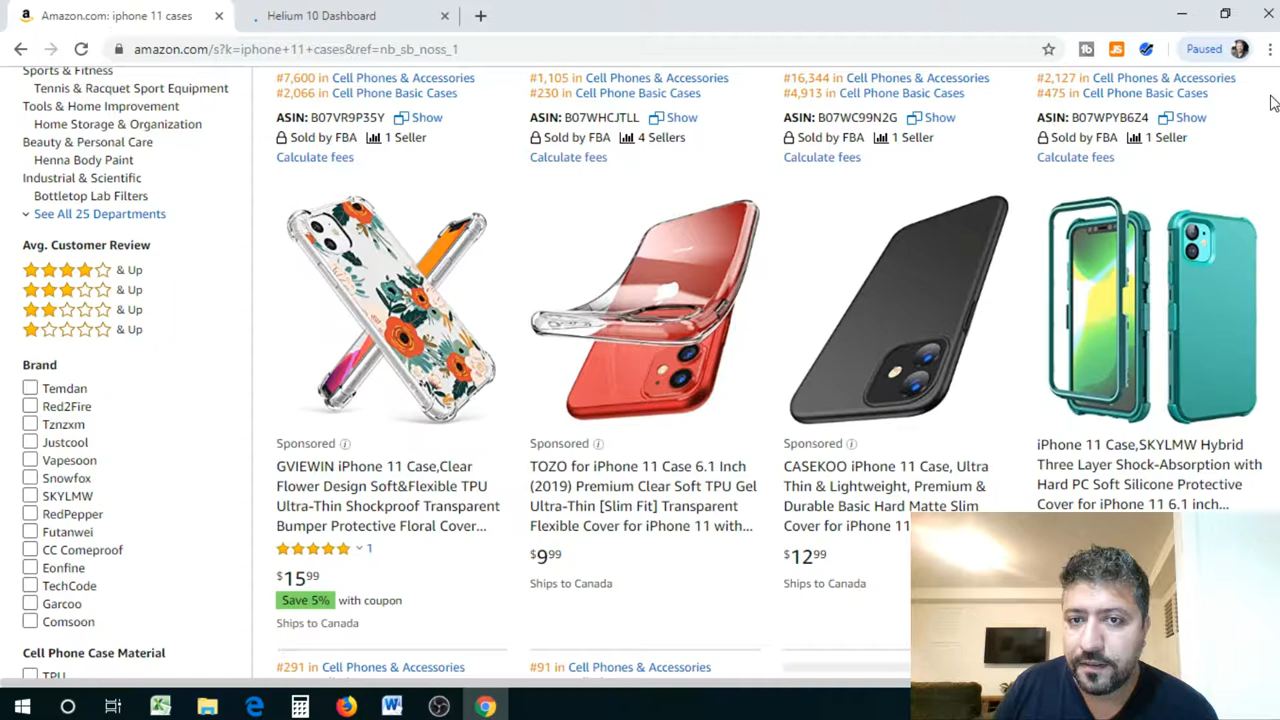 Amazon.com: iphone 11 cases
Helium 10 Dashboard
amazon.com/s?k=iphone+11+cases&ref=nb_sb_noss_1
Paused
Sports & Fitness
Tennis & Racquet Sport Equipment
Tools & Home Improvement
Home Storage & Organization
Beauty & Personal Care
Henna Body Paint
Industrial & Scientific
Bottletop Lab Filters
See All 25 Departments
Avg. Customer Review
& Up
& Up
& Up
& Up
Brand
Temdan
Red2Fire
Tznzxm
Justcool
Vapesoon
Snowfox
SKYLMW
RedPepper
Futanwei
CC Comeproof
Eonfine
TechCode
Garcoo
Comsoon
Cell Phone Case Material
TPU
#7,600 in Cell Phones & Accessories
#2,066 in Cell Phone Basic Cases
ASIN: B07VR9P35Y Show
Sold by FBA 1 Seller
Calculate fees
#1,105 in Cell Phones & Accessories
#230 in Cell Phone Basic Cases
ASIN: B07WHCJTLL Show
Sold by FBA 4 Sellers
Calculate fees
#16,344 in Cell Phones & Accessories
#4,913 in Cell Phone Basic Cases
ASIN: B07WC99N2G Show
Sold by FBA 1 Seller
Calculate fees
#2,127 in Cell Phones & Accessories
#475 in Cell Phone Basic Cases
ASIN: B07WPYB6Z4 Show
Sold by FBA 1 Seller
Calculate fees
Sponsored
GVIEWIN iPhone 11 Case,Clear
Flower Design Soft&Flexible TPU
Ultra-Thin Shockproof Transparent
Bumper Protective Floral Cover...
1
$15 99
Save 5% with coupon
Ships to Canada
Sponsored
TOZO for iPhone 11 Case 6.1 Inch
(2019) Premium Clear Soft TPU Gel
Ultra-Thin [Slim Fit] Transparent
Flexible Cover for iPhone 11 with...
$9 99
Ships to Canada
Sponsored
CASEKOO iPhone 11 Case, Ultra
Thin & Lightweight, Premium &
Durable Basic Hard Matte Slim
Cover for iPhone 11
$12 99
Ships to Canada
iPhone 11 Case,SKYLMW Hybrid
Three Layer Shock-Absorption with
Hard PC Soft Silicone Protective
Cover for iPhone 11 6.1 inch...
#291 in Cell Phones & Accessories
#91 in Cell Phones & Accessories